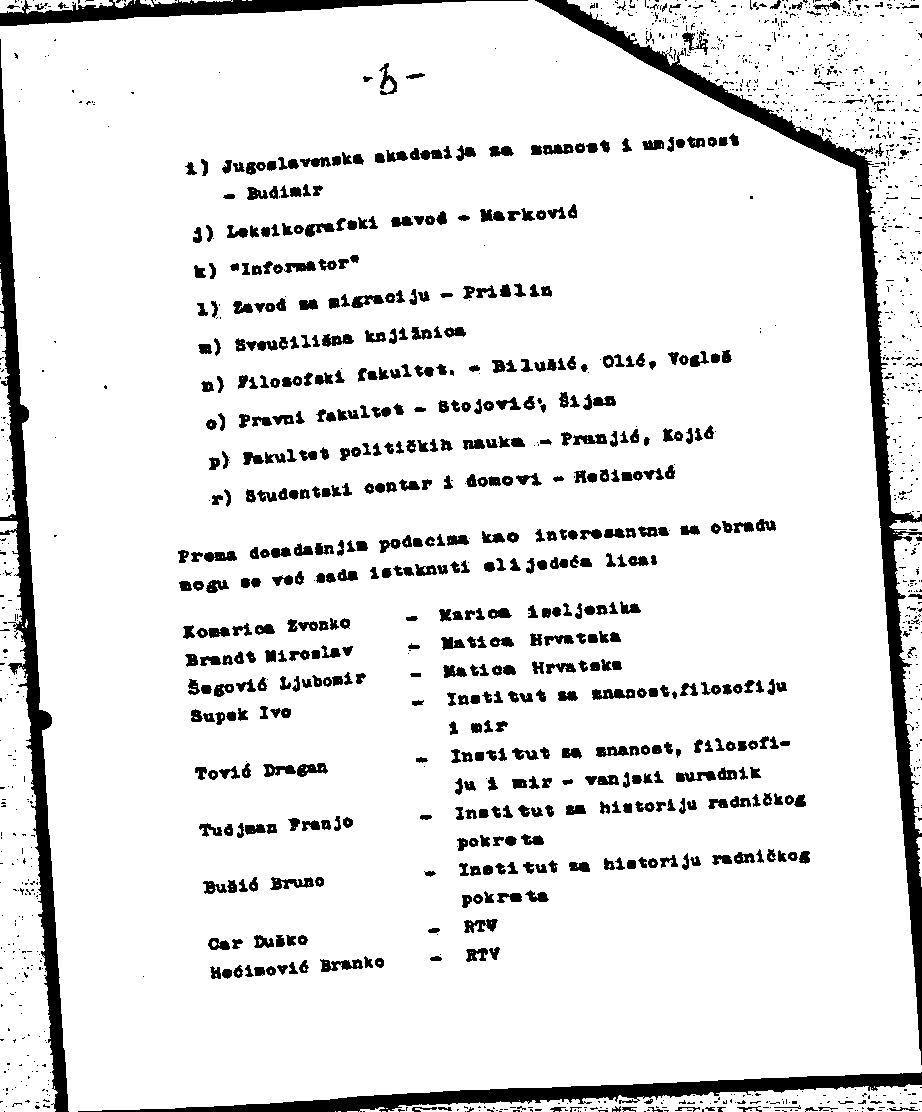 i) Jugoslavenska akademija za znanost i umjetnost
- Budimir
j) Leksikografski zavod - Marković
k) "Informator"
l) Zavod za migraciju - Prišlin
m) Sveučilišna knjižnica
n) Filozofski fakultet. - Bilušić, Olić, Vogleš
o) Pravni fakultet - Stojović, Šijan
p) Fakultet političkih nauka - Pranjić, Kojić
r) Studentski centar i domovi - Hećimović
Prema dosadašnjim podacima kao interesantna za obradu
mogu se već sada istaknuti slijedeća lica:
Komarica Zvonko - Marica iseljenika
Brandt Miroslav - Matica Hrvatska
Šegović Ljubomir - Matica Hrvatska
Supek Ivo - Institut za znanost,filozofiju
i mir
Tović Dragan - Institut za znanost, filozofi-
ju i mir - vanjski suradnik
Tudjman Franjo - Institut za historiju radničkog
pokreta
Bušić Bruno - Institut za historiju radničkog
pokreta
Car Duško - RTV
Hećimović Branko - RTV